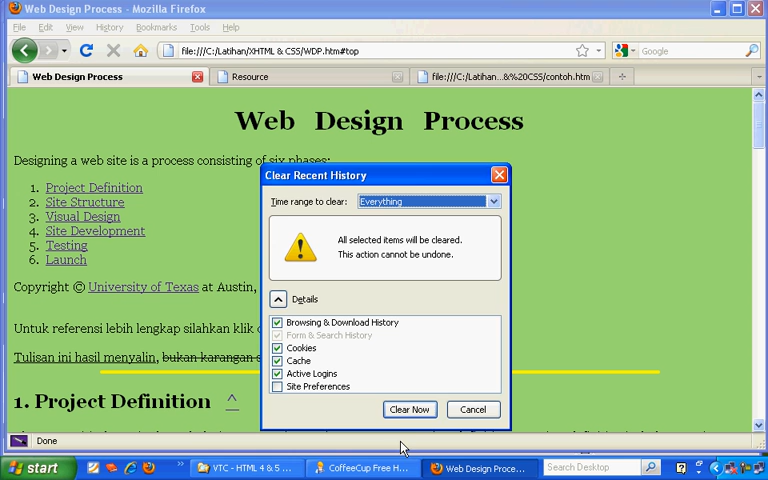 Web Design Process - Mozilla Firefox
File Edit View History Bookmarks Tools Help
file:///C:/Latihan/XHTML & CSS/WDP.htm#top
Google
Web Design Process
Resource
file:///C:/Latihan...&%20CSS/contoh.htm
Web Design Process
Designing a web site is a process consisting of six phases:
1. Project Definition
2. Site Structure
3. Visual Design
4. Site Development
5. Testing
6. Launch
Copyright © University of Texas at Austin,
Untuk referensi lebih lengkap silahkan klik
Tulisan ini hasil menyalin, bukan karangan
1. Project Definition ^
Clear Recent History
Time range to clear: Everything
All selected items will be cleared.
This action cannot be undone.
Details
Browsing & Download History
Form & Search History
Cookies
Cache
Active Logins
Site Preferences
Clear Now Cancel
Done
start
VTC - HTML 4 & 5 ...
CoffeeCup Free H...
Web Design Proce...
Search Desktop